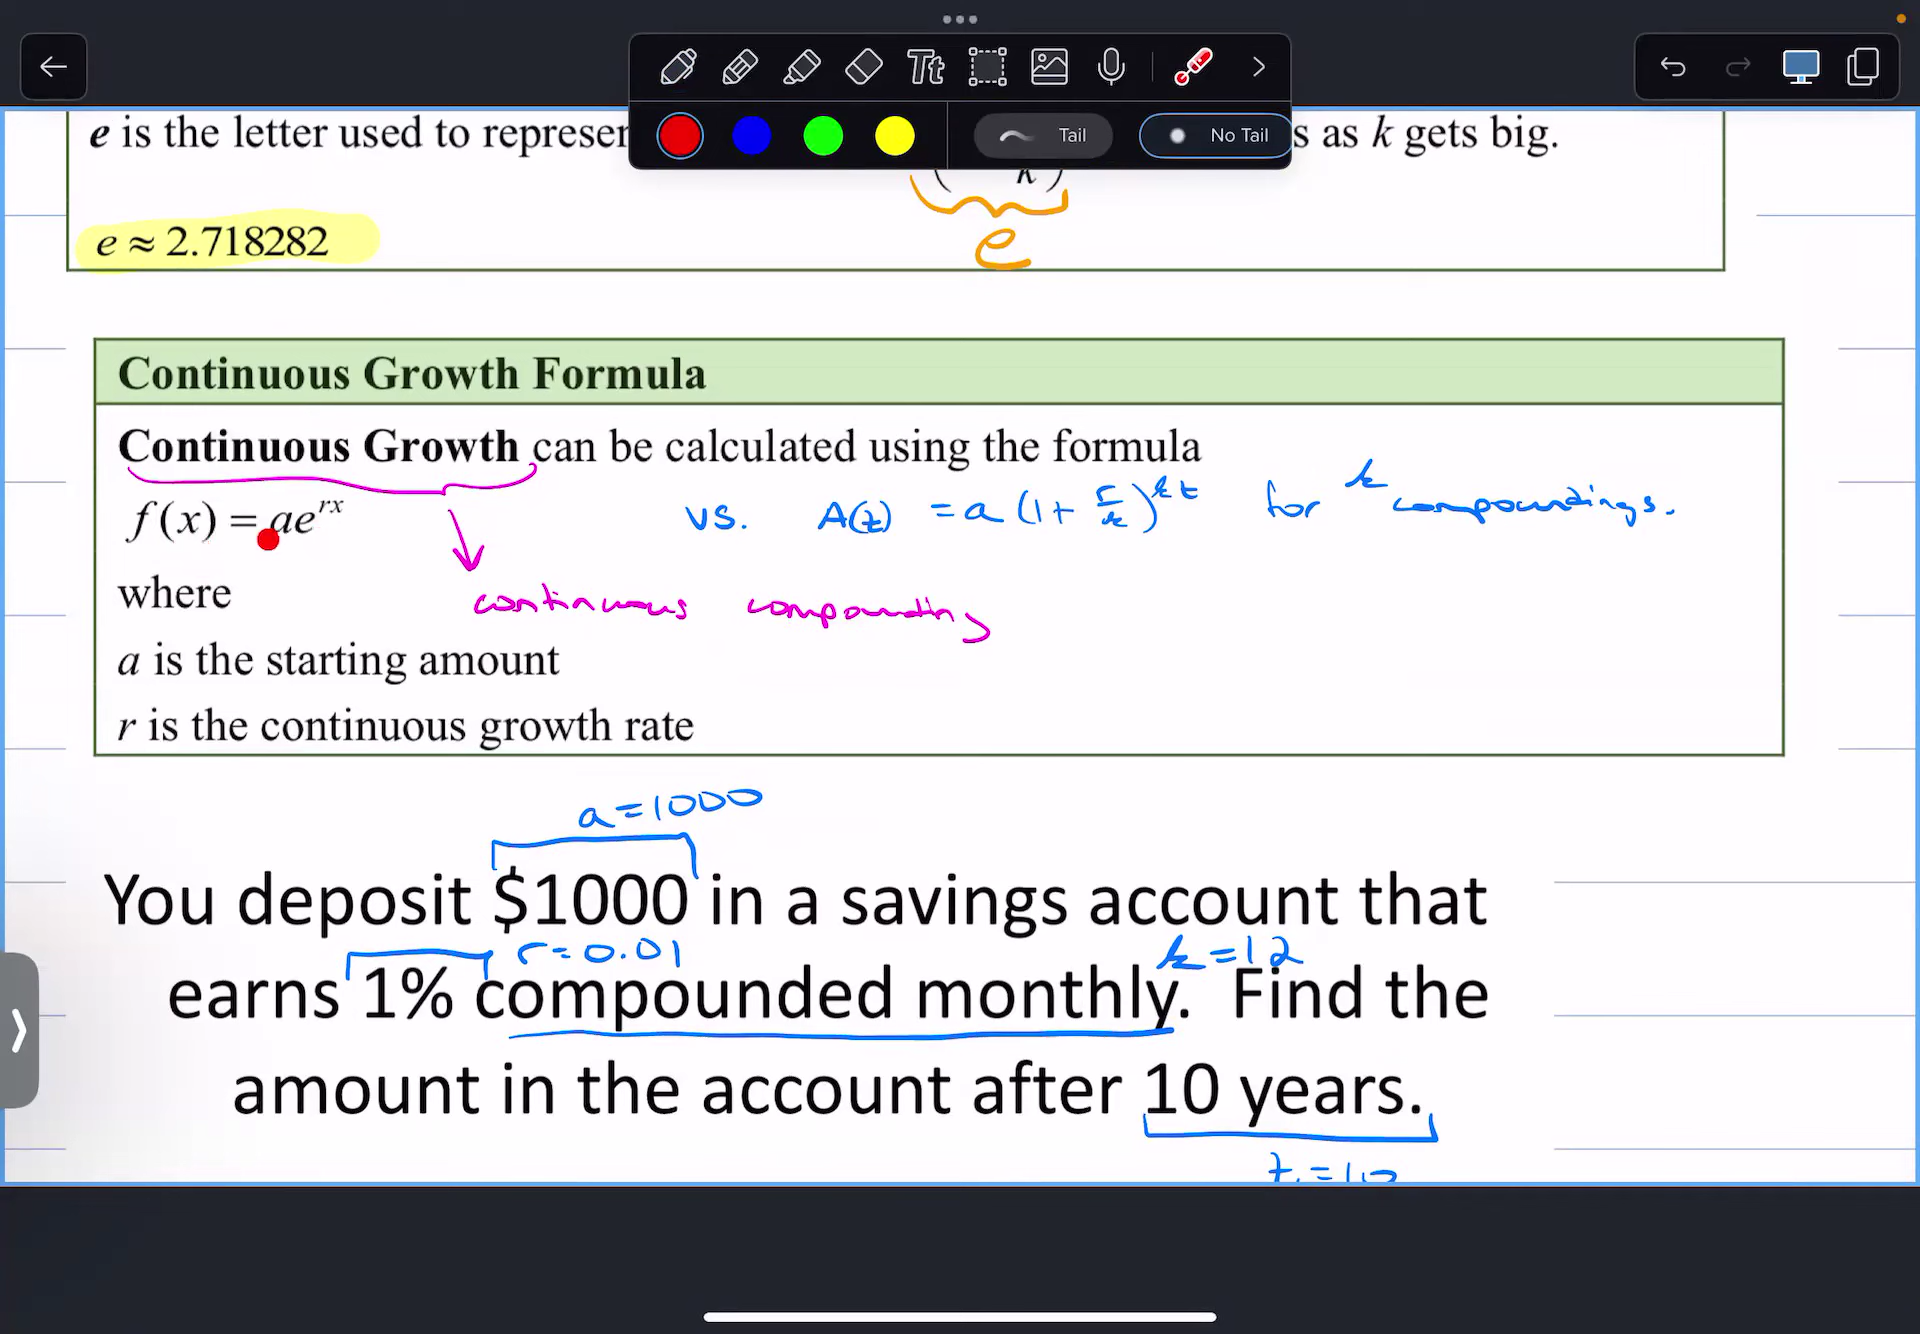 Tt
Tail
No Tail
e is the letter used to represen
s as k gets big.
k )
e ≈ 2.718282
e
Continuous Growth Formula
Continuous Growth can be calculated using the formula
f(x) = ae^{rx}
vs. A(t) = a(1 + r/k)^{kt} for k compoundings.
where
continuous compounding
a is the starting amount
r is the continuous growth rate
a = 1000
You deposit $1000 in a savings account that
r = 0.01
k = 12
earns 1% compounded monthly. Find the
amount in the account after 10 years.
t = 10